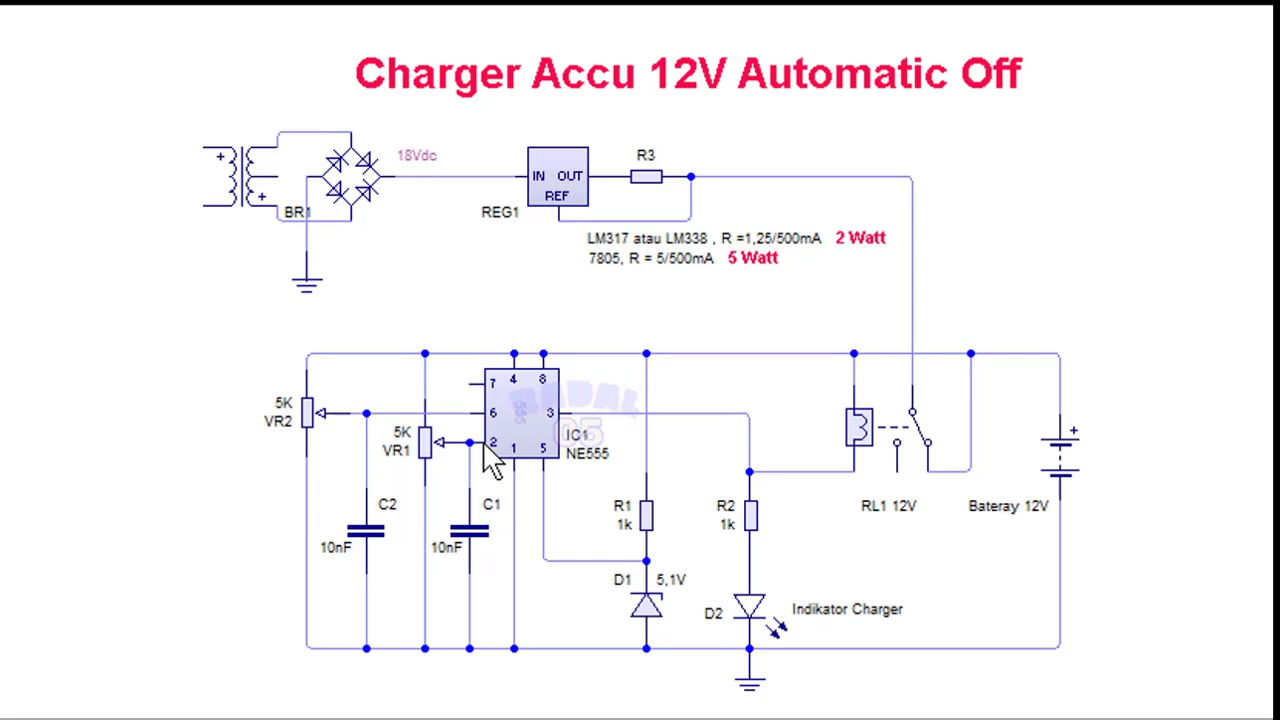 Charger Accu 12V Automatic Off
18Vdc
R3
IN OUT
REF
BR1
REG1
LM317 atau LM338 , R =1,25/500mA 2 Watt
7805, R = 5/500mA 5 Watt
7
4
8
5K
VR2
6
3
RADAL
05
555
5K
VR1
2
1
5
IC1
NE555
+
RL1 12V
Bateray 12V
C2
10nF
C1
10nF
R1
1k
R2
1k
D1
5,1V
D2
Indikator Charger